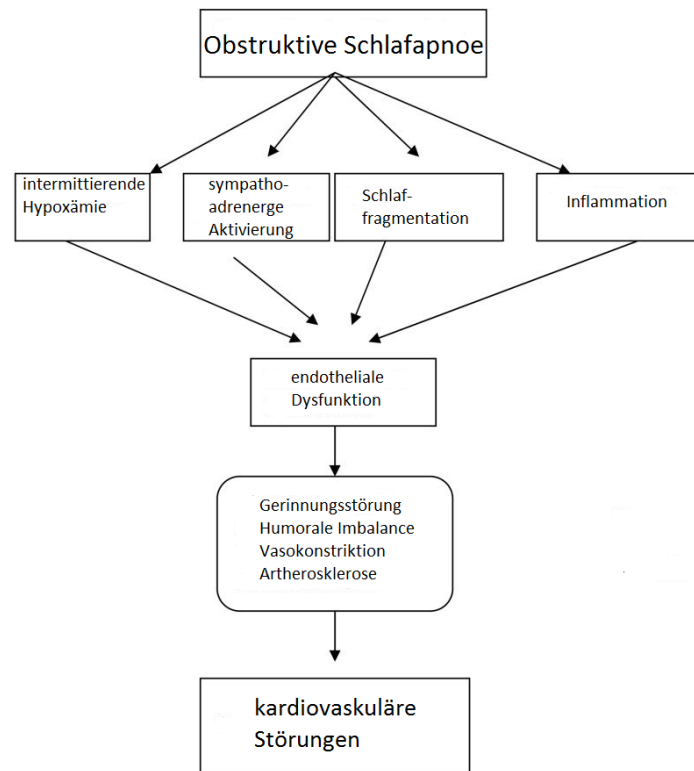 Obstruktive Schlafapnoe
intermittierende
Hypoxämie
sympatho-
adrenerge
Aktivierung
Schlaf-
fragmentation
Inflammation
endotheliale
Dysfunktion
Gerinnungsstörung
Humorale Imbalance
Vasokonstriktion
Artherosklerose
kardiovaskuläre
Störungen